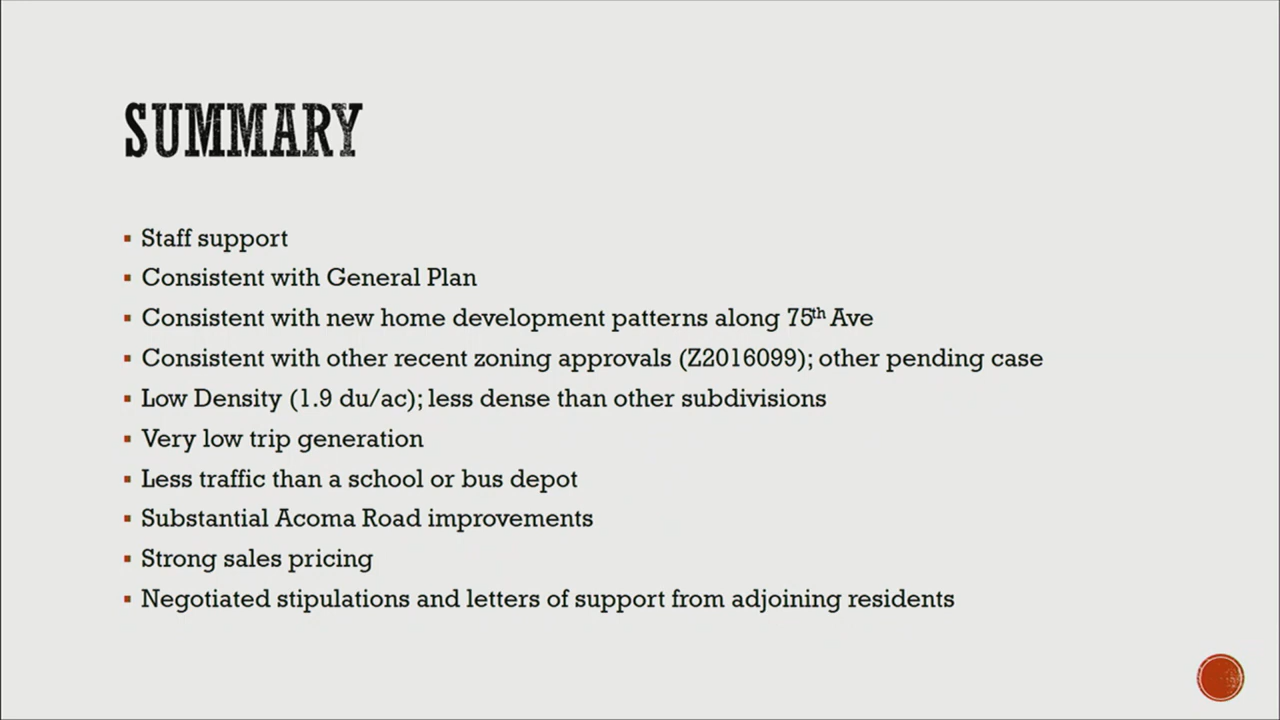 SUMMARY
▪ Staff support
▪ Consistent with General Plan
▪ Consistent with new home development patterns along 75th Ave
▪ Consistent with other recent zoning approvals (Z2016099); other pending case
▪ Low Density (1.9 du/ac); less dense than other subdivisions
▪ Very low trip generation
▪ Less traffic than a school or bus depot
▪ Substantial Acoma Road improvements
▪ Strong sales pricing
▪ Negotiated stipulations and letters of support from adjoining residents